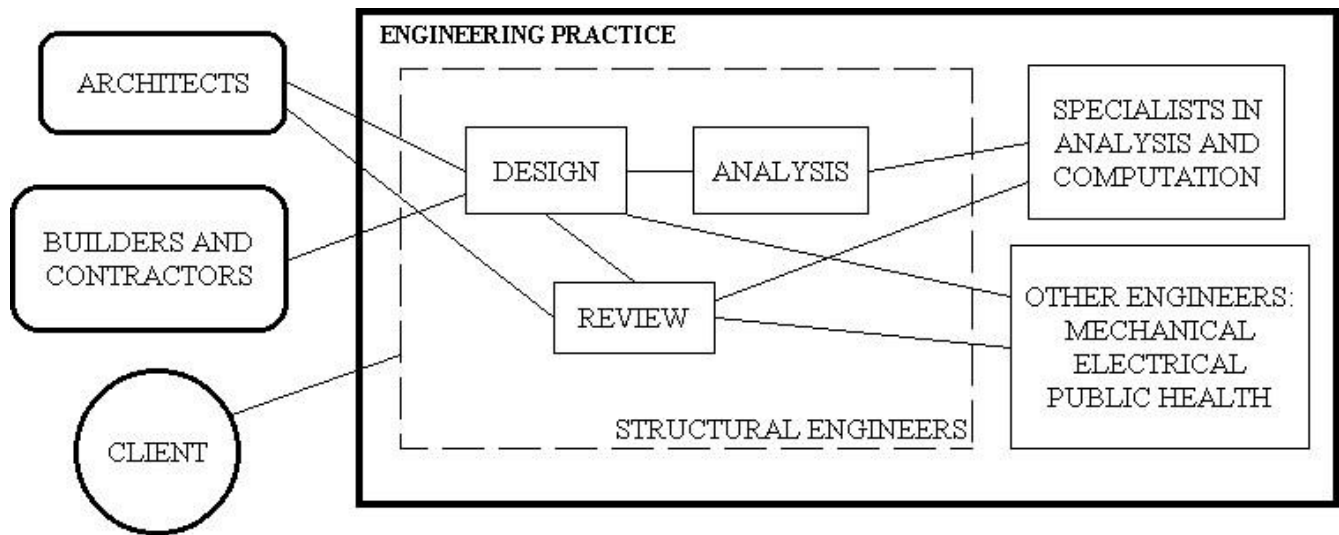 ENGINEERING PRACTICE
ARCHITECTS
BUILDERS AND
CONTRACTORS
CLIENT
DESIGN
ANALYSIS
REVIEW
STRUCTURAL ENGINEERS
SPECIALISTS IN
ANALYSIS AND
COMPUTATION
OTHER ENGINEERS:
MECHANICAL
ELECTRICAL
PUBLIC HEALTH